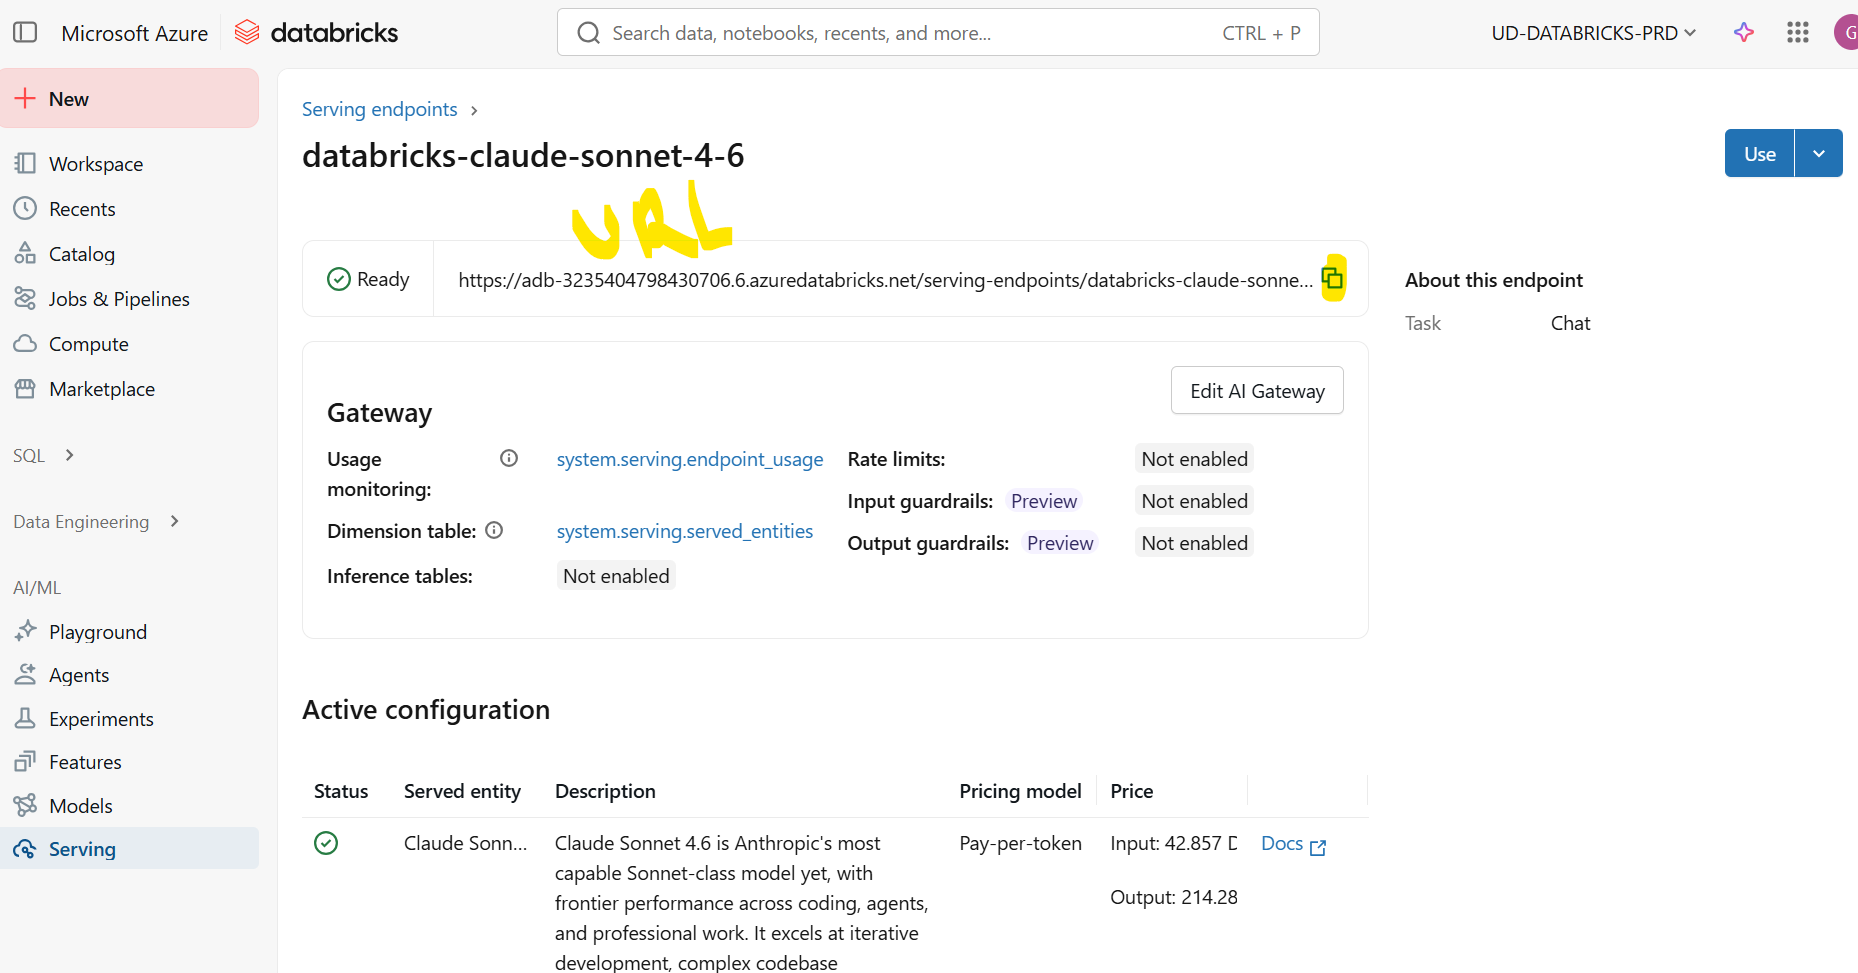 Microsoft Azure databricks
Search data, notebooks, recents, and more... CTRL + P
UD-DATABRICKS-PRD
G
New
Workspace
Recents
Catalog
Jobs & Pipelines
Compute
Marketplace
SQL
Data Engineering
AI/ML
Playground
Agents
Experiments
Features
Models
Serving
Serving endpoints
databricks-claude-sonnet-4-6
Use
URL
Ready
https://adb-3235404798430706.6.azuredatabricks.net/serving-endpoints/databricks-claude-sonne...
About this endpoint
Task Chat
Edit AI Gateway
Gateway
Usage
monitoring:
system.serving.endpoint_usage
Dimension table: system.serving.served_entities
Inference tables: Not enabled
Rate limits: Not enabled
Input guardrails: Preview Not enabled
Output guardrails: Preview Not enabled
Active configuration
Status Served entity Description Pricing model Price
Claude Sonn...
Claude Sonnet 4.6 is Anthropic's most
capable Sonnet-class model yet, with
frontier performance across coding, agents,
and professional work. It excels at iterative
development, complex codebase
Pay-per-token
Input: 42.857 D
Output: 214.28
Docs